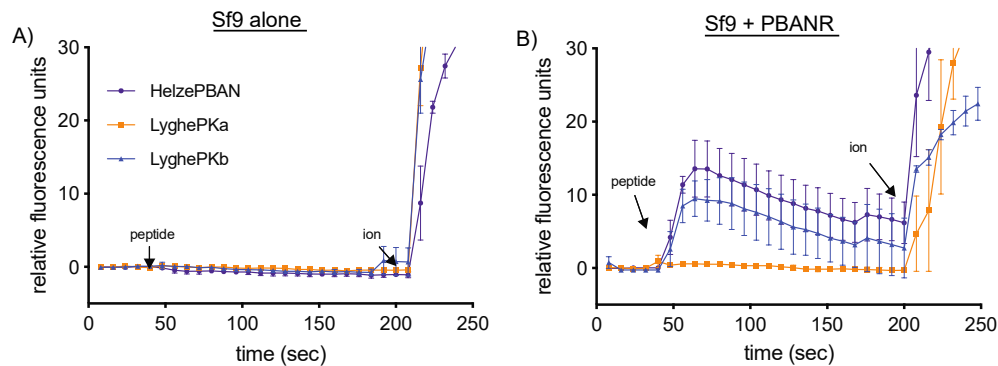 Sf9 alone
A)
relative fluorescence units
30
20
10
0
HelzePBAN
LyghePKa
LyghePKb
peptide
ion
0 50 100 150 200 250
time (sec)
Sf9 + PBANR
B)
relative fluorescence units
30
20
10
0
peptide
ion
0 50 100 150 200 250
time (sec)